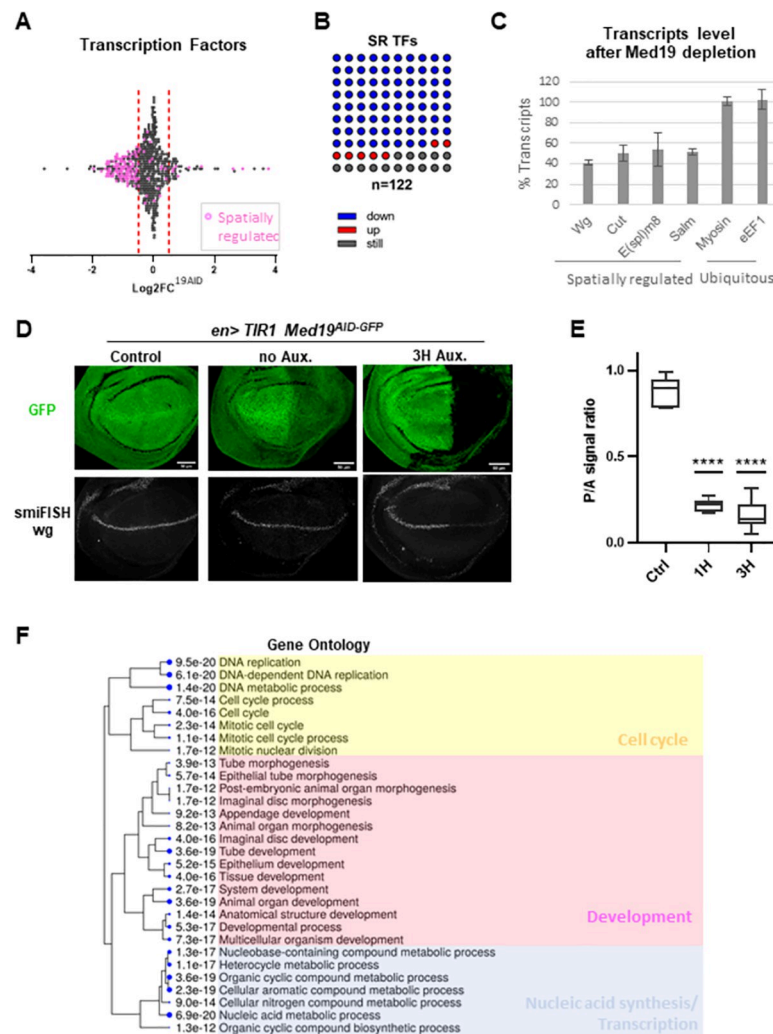 A
Transcription Factors
Spatially
regulated
-4
-2
0
2
4
Log2FC19AID
B
SR TFs
n=122
down
up
still
C
Transcripts level
after Med19 depletion
% Transcripts
120
100
80
60
40
20
0
Wg
Cut
E(spl)m8
Salm
Myosin
eEF1
Spatially regulated
Ubiquitous
D
en> TIR1 Med19AID-GFP
Control
no Aux.
3H Aux.
GFP
smiFISH
wg
E
P/A signal ratio
1.0
0.5
0.0
****
****
Ctrl
1H
3H
F
Gene Ontology
9.5e-20 DNA replication
6.1e-20 DNA-dependent DNA replication
1.4e-20 DNA metabolic process
7.5e-14 Cell cycle process
4.0e-16 Cell cycle
2.3e-14 Mitotic cell cycle
1.1e-14 Mitotic cell cycle process
1.7e-12 Mitotic nuclear division
Cell cycle
3.9e-13 Tube morphogenesis
5.7e-14 Epithelial tube morphogenesis
1.7e-12 Post-embryonic animal organ morphogenesis
1.7e-12 Imaginal disc morphogenesis
9.2e-13 Appendage development
8.2e-13 Animal organ morphogenesis
4.0e-16 Imaginal disc development
3.6e-19 Tube development
5.2e-15 Epithelium development
4.0e-16 Tissue development
2.7e-17 System development
3.6e-19 Animal organ development
1.4e-14 Anatomical structure development
5.3e-17 Developmental process
7.3e-17 Multicellular organism development
Development
1.3e-17 Nucleobase-containing compound metabolic process
1.1e-17 Heterocycle metabolic process
3.6e-19 Organic cyclic compound metabolic process
2.3e-19 Cellular aromatic compound metabolic process
9.0e-14 Cellular nitrogen compound metabolic process
6.9e-20 Nucleic acid metabolic process
1.3e-12 Organic cyclic compound biosynthetic process
Nucleic acid synthesis/
Transcription